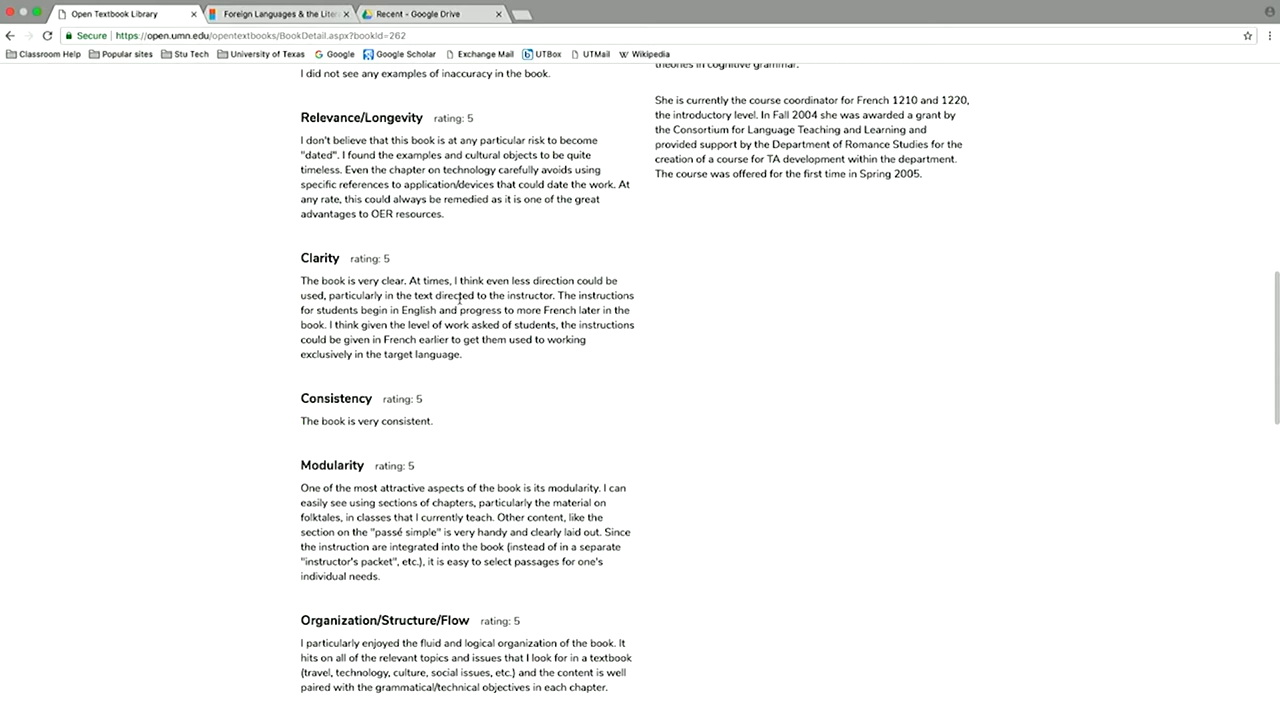 Open Textbook Library
Foreign Languages & the Lite
Recent - Google Drive
Secure
https://open.umn.edu/opentextbooks/BookDetail.aspx?bookId=262
Classroom Help
Popular sites
Stu Tech
University of Texas
Google
Google Scholar
Exchange Mail
UTBox
UTMail
Wikipedia
I did not see any examples of inaccuracy in the book.
Relevance/Longevity rating: 5
I don't believe that this book is at any particular risk to become
"dated". I found the examples and cultural objects to be quite
timeless. Even the chapter on technology carefully avoids using
specific references to application/devices that could date the work. At
any rate, this could always be remedied as it is one of the great
advantages to OER resources.
Clarity rating: 5
The book is very clear. At times, I think even less direction could be
used, particularly in the text directed to the instructor. The instructions
for students begin in English and progress to more French later in the
book. I think given the level of work asked of students, the instructions
could be given in French earlier to get them used to working
exclusively in the target language.
Consistency rating: 5
The book is very consistent.
Modularity rating: 5
One of the most attractive aspects of the book is its modularity. I can
easily see using sections of chapters, particularly the material on
folktales, in classes that I currently teach. Other content, like the
section on the "passé simple" is very handy and clearly laid out. Since
the instruction are integrated into the book (instead of in a separate
"instructor's packet", etc.), it is easy to select passages for one's
individual needs.
Organization/Structure/Flow rating: 5
I particularly enjoyed the fluid and logical organization of the book. It
hits on all of the relevant topics and issues that I look for in a textbook
(travel, technology, culture, social issues, etc.) and the content is well
paired with the grammatical/technical objectives in each chapter.
theories in cognitive grammar.
She is currently the course coordinator for French 1210 and 1220,
the introductory level. In Fall 2004 she was awarded a grant by
the Consortium for Language Teaching and Learning and
provided support by the Department of Romance Studies for the
creation of a course for TA development within the department.
The course was offered for the first time in Spring 2005.